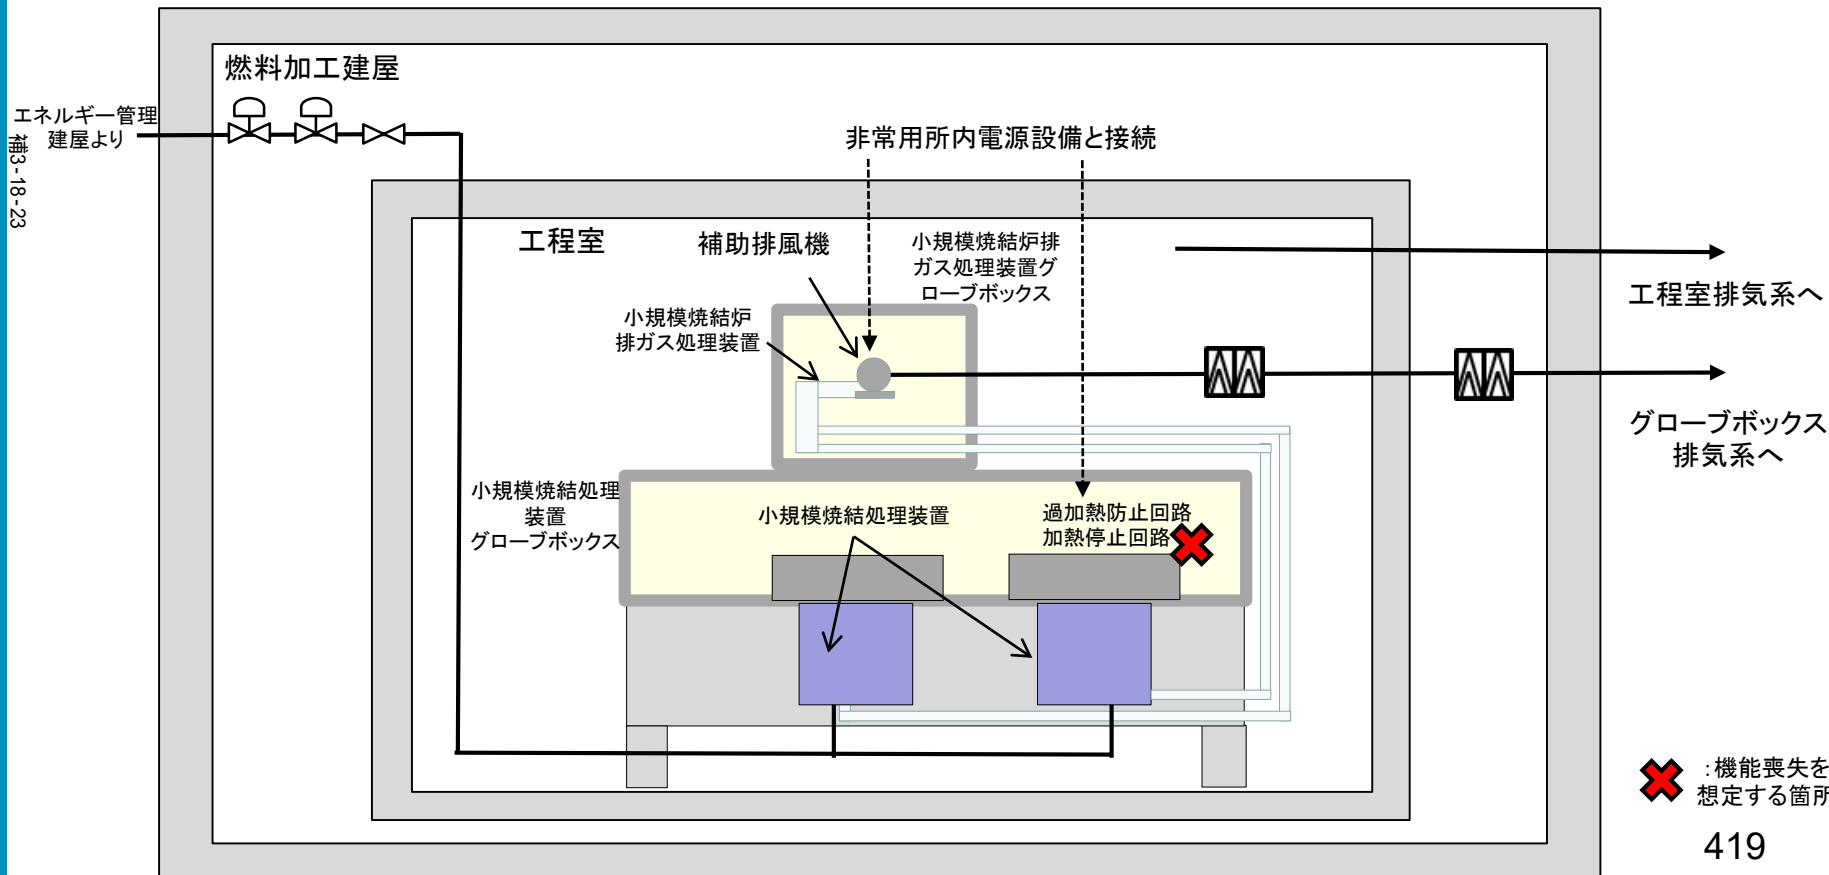 燃料加工建屋
エネルギー管理
建屋より
補3-18-23
非常用所内電源設備と接続
工程室
補助排風機
小規模焼結炉排
ガス処理装置グ
ローブボックス
小規模焼結炉
排ガス処理装置
工程室排気系へ
グローブボックス
排気系へ
小規模焼結処理
装置
グローブボックス
小規模焼結処理装置
過加熱防止回路
加熱停止回路
:機能喪失を
想定する箇所
419